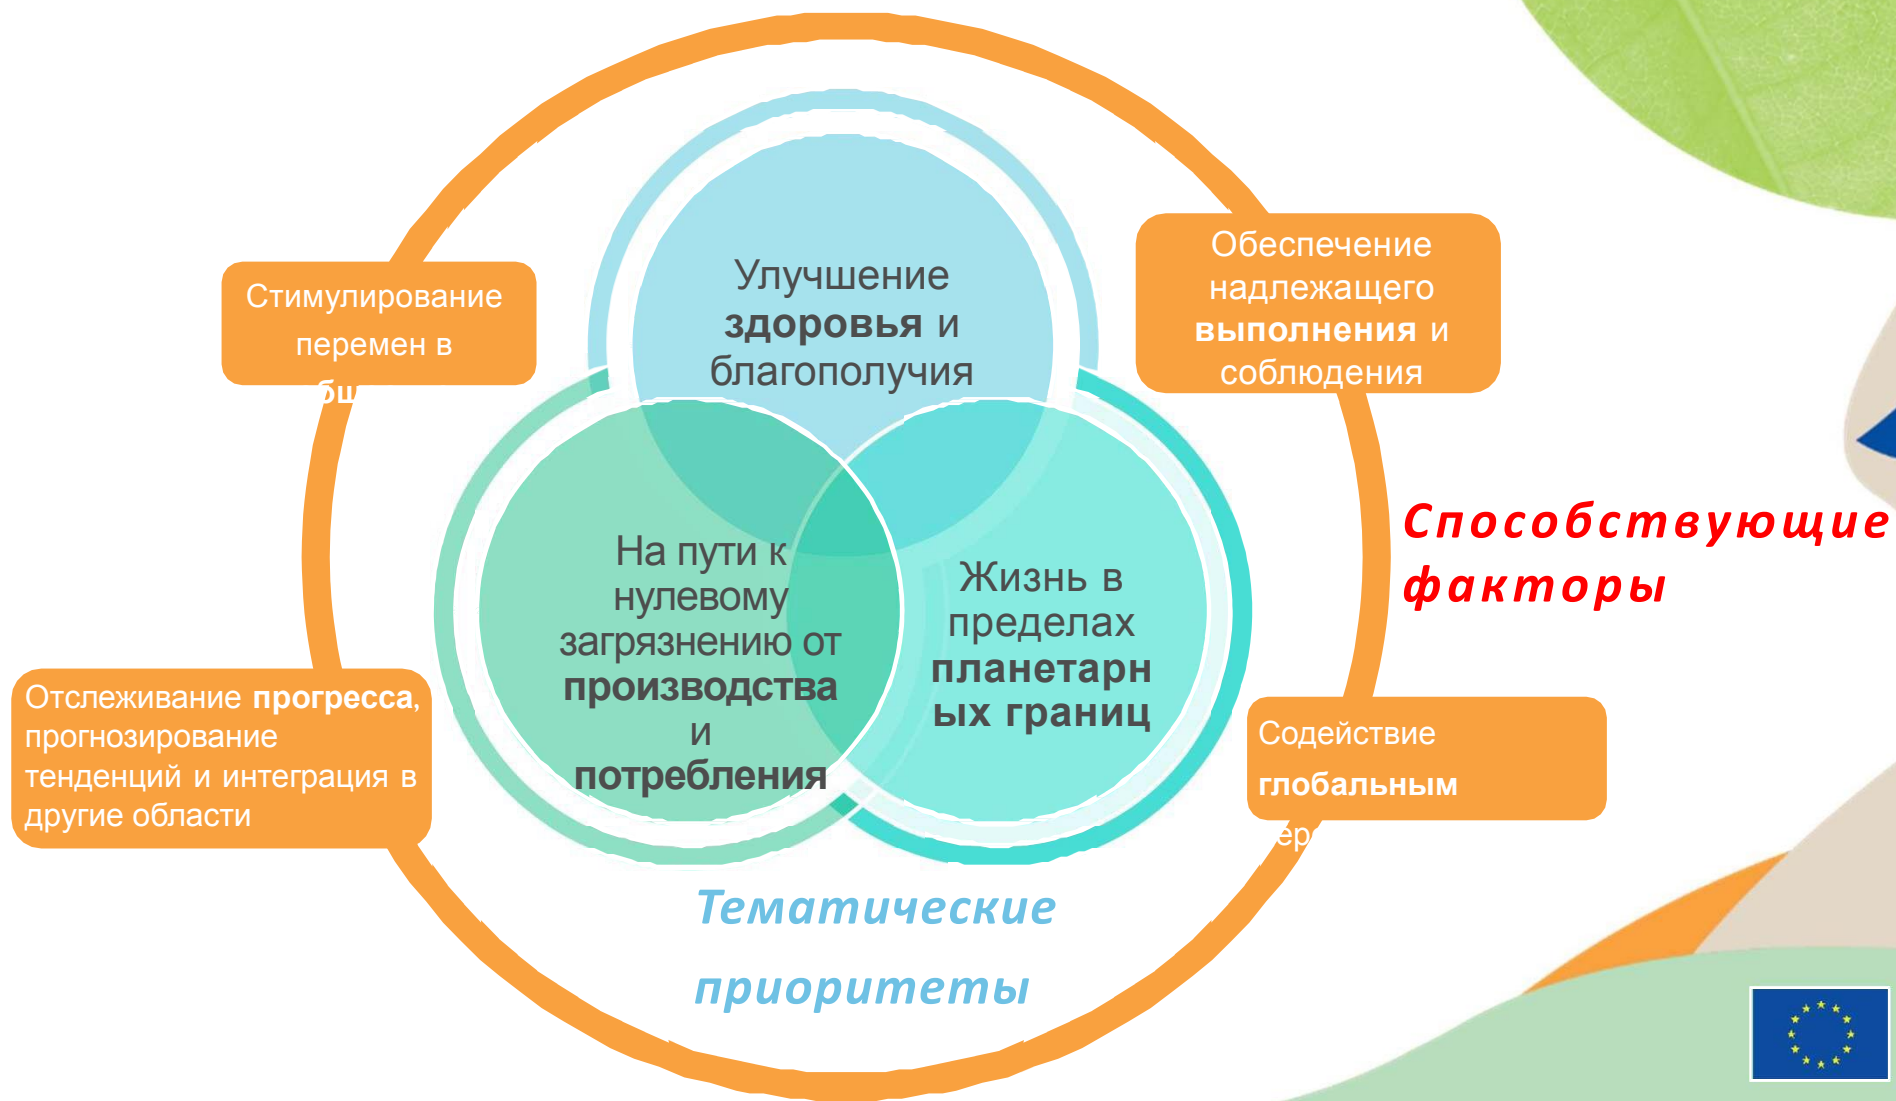 Улучшение
здоровья и
благополучия
Стимулирование
перемен в
Обеспечение
надлежащего
выполнения и
соблюдения
На пути к
нулевому
загрязнению от
производства
и
потребления
Жизнь в
пределах
планетарн
ых границ
Способствующие
факторы
Отслеживание прогресса,
прогнозирование
тенденций и интеграция в
другие области
Содействие
глобальным
Тематические
приоритеты